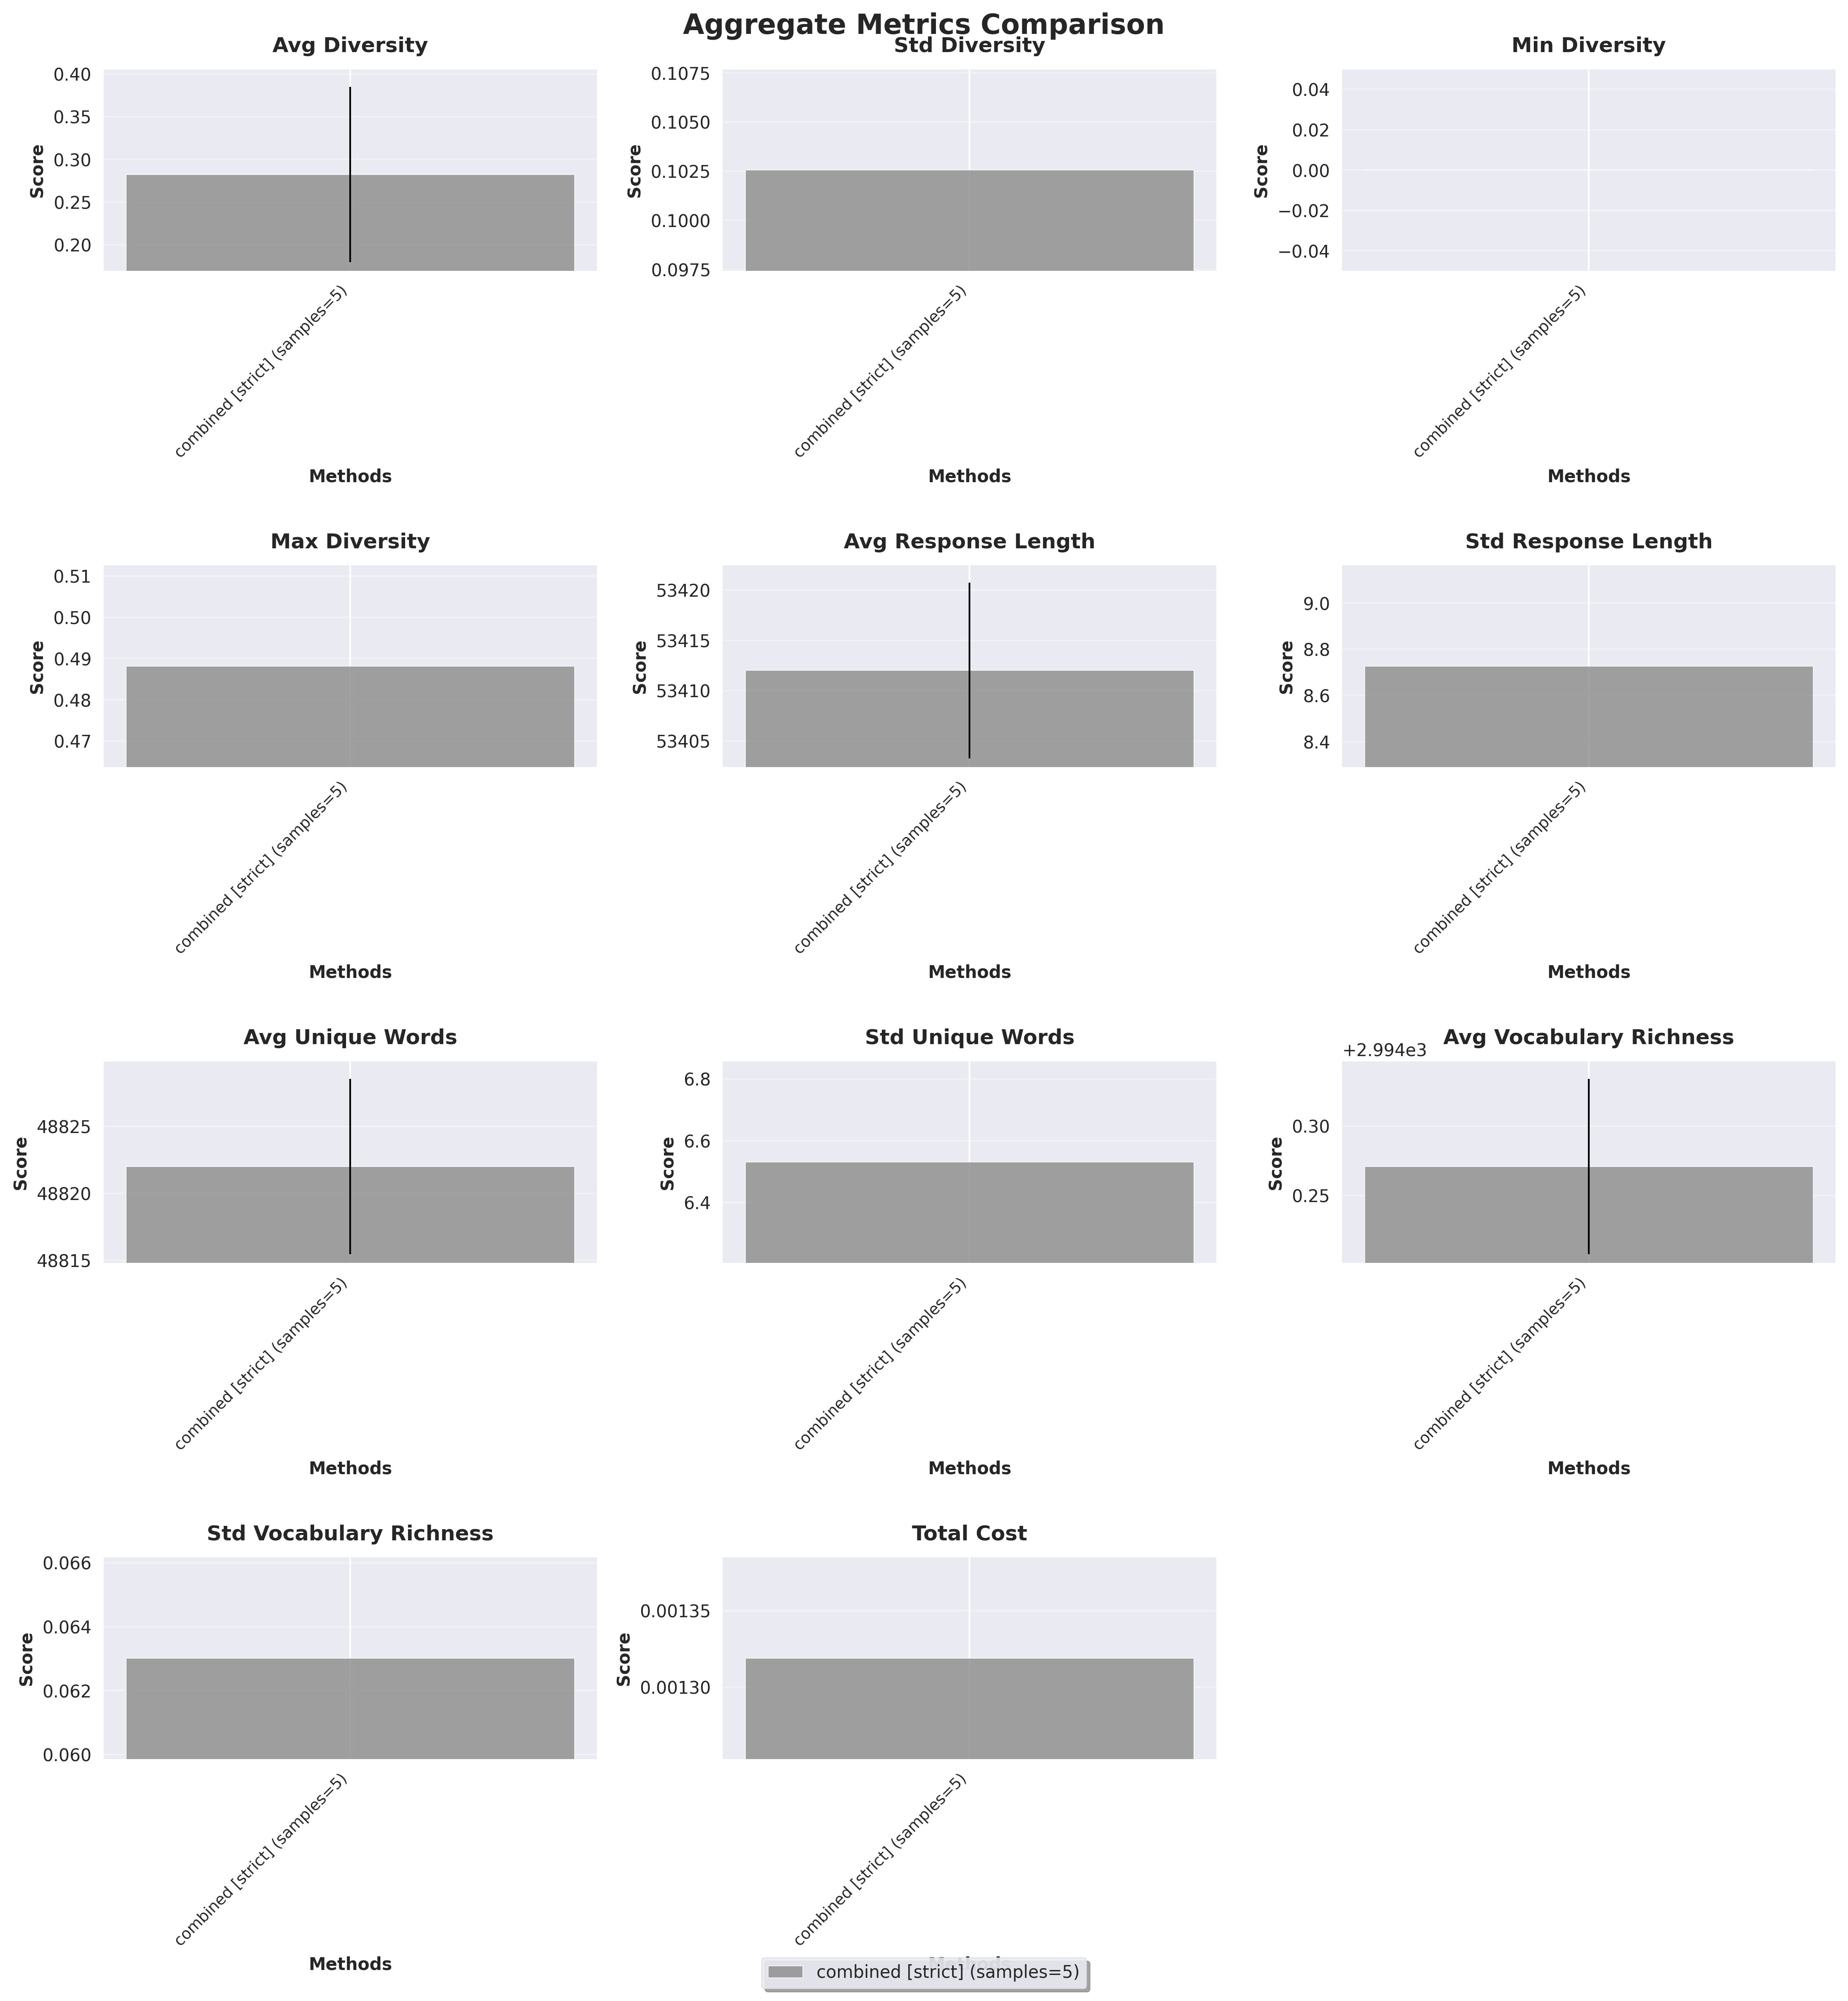 Aggregate Metrics Comparison
Avg Diversity
Std Diversity
Min Diversity
0.40
0.35
0.30
0.25
0.20
Score
combined [strict] (samples=5)
Methods
0.1075
0.1050
0.1025
0.1000
0.0975
Score
combined [strict] (samples=5)
Methods
0.04
0.02
0.00
−0.02
−0.04
Score
combined [strict] (samples=5)
Methods
Max Diversity
0.51
0.50
0.49
0.48
0.47
Score
combined [strict] (samples=5)
Methods
Avg Response Length
53420
53415
53410
53405
Score
combined [strict] (samples=5)
Methods
Std Response Length
9.0
8.8
8.6
8.4
Score
combined [strict] (samples=5)
Methods
Avg Unique Words
48825
48820
48815
Score
combined [strict] (samples=5)
Methods
Std Unique Words
6.8
6.6
6.4
Score
combined [strict] (samples=5)
Methods
Avg Vocabulary Richness
+2.994e3
0.30
0.25
Score
combined [strict] (samples=5)
Methods
Std Vocabulary Richness
0.066
0.064
0.062
0.060
Score
combined [strict] (samples=5)
Methods
Total Cost
0.00135
0.00130
Score
combined [strict] (samples=5)
Methods
combined [strict] (samples=5)